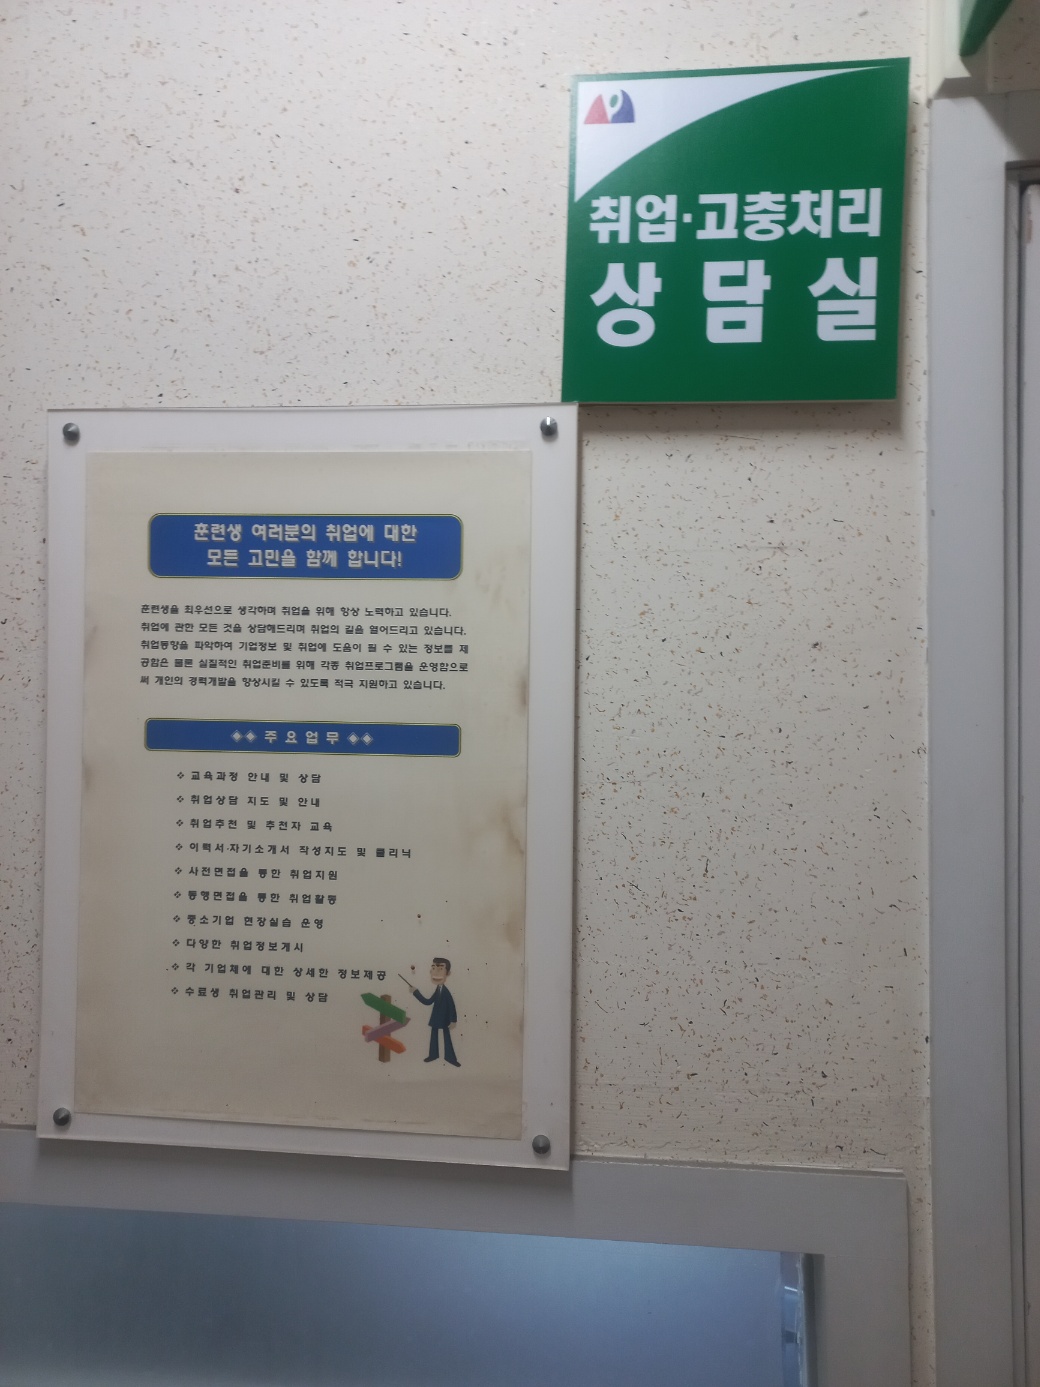 취업·고충처리
상담실
훈련생 여러분의 취업에 대한
모든 고민을 함께 합니다!
훈련생을 최우선으로 생각하며 취업을 위해 항상 노력하고 있습니다.
취업에 관한 모든 것을 상담해드리며 취업의 길을 열어드리고 있습니다.
취업동향을 파악하여 기업정보 및 취업에 도움이 될 수 있는 정보를 제
공함은 물론 실질적인 취업준비를 위해 각종 취업프로그램을 운영함으로
써 개인의 경력개발을 향상시킬 수 있도록 적극 지원하고 있습니다.
◈◈ 주요업무 ◈◈
❖ 교육과정 안내 및 상담
❖ 취업상담 지도 및 안내
❖ 취업추천 및 추천자 교육
❖ 이력서·자기소개서 작성지도 및 클리닉
❖ 사전면접을 통한 취업지원
❖ 동행면접을 통한 취업활동
❖ 중소기업 현장실습 운영
❖ 다양한 취업정보게시
❖ 각 기업체에 대한 상세한 정보제공
❖ 수료생 취업관리 및 상담